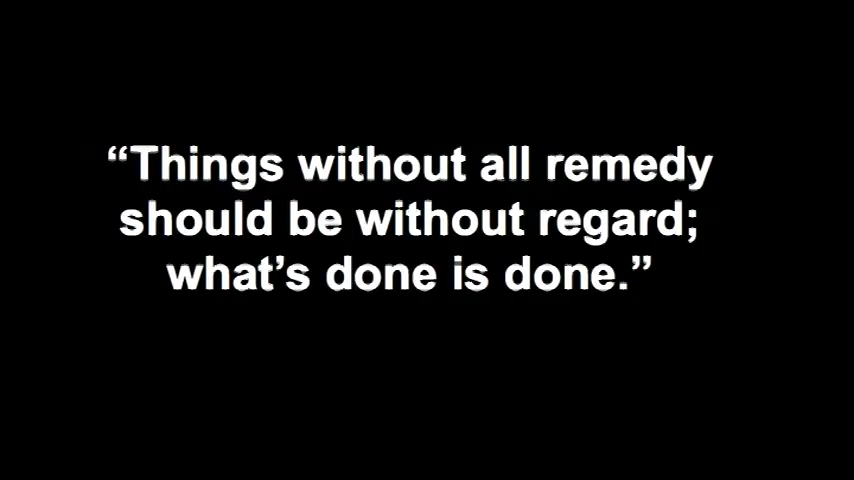 “Things without all remedy
should be without regard;
what’s done is done.”